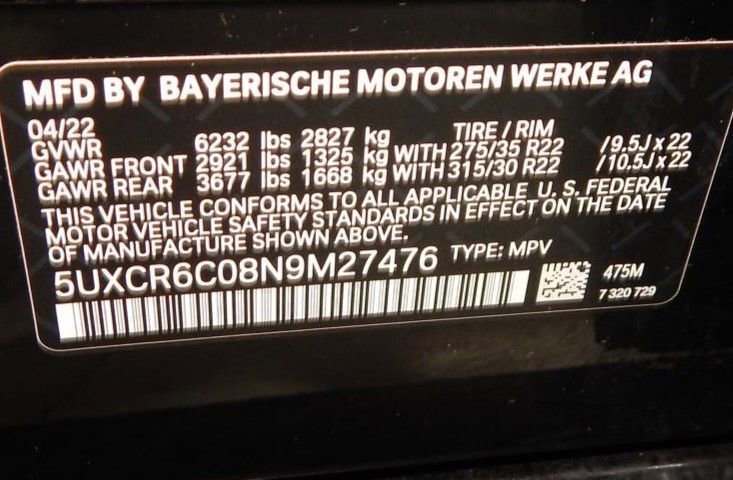 MFD BY BAYERISCHE MOTOREN WERKE AG
04/22 TIRE / RIM
GVWR 6232 lbs 2827 kg
GAWR FRONT 2921 lbs 1325 kg WITH 275/35 R22 /9.5J x 22
GAWR REAR 3677 lbs 1668 kg WITH 315/30 R22 /10.5J x 22
THIS VEHICLE CONFORMS TO ALL APPLICABLE U. S. FEDERAL
MOTOR VEHICLE SAFETY STANDARDS IN EFFECT ON THE DATE
OF MANUFACTURE SHOWN ABOVE.
5UXCR6C08N9M27476 TYPE: MPV
475M
7 320 729